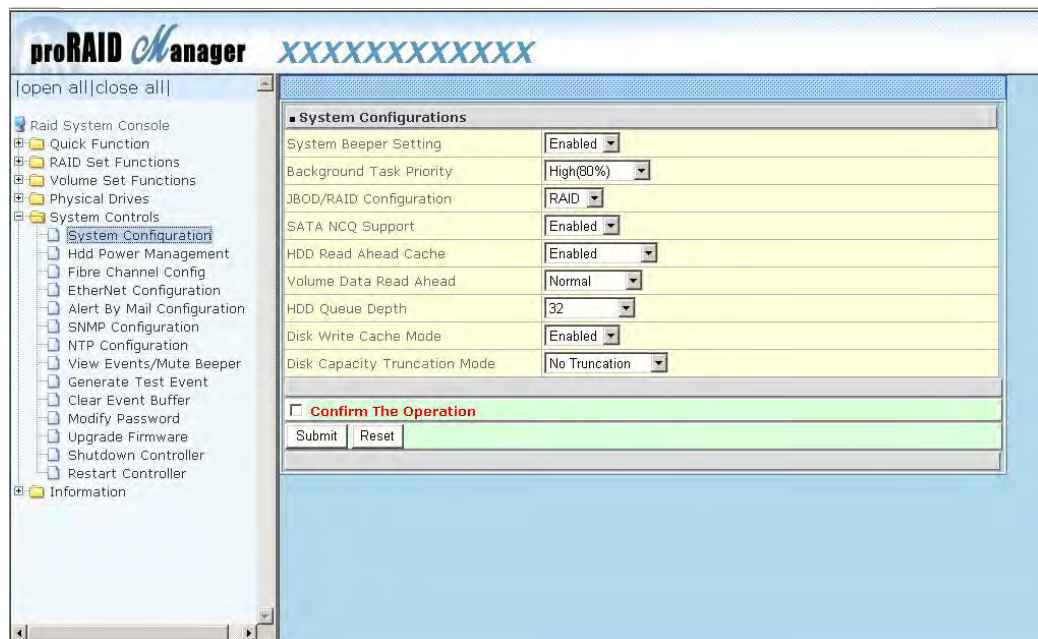 proRAID Manager XXXXXXXXXXXX
|open all|close all|
Raid System Console
Quick Function
RAID Set Functions
Volume Set Functions
Physical Drives
System Controls
System Configuration
Hdd Power Management
Fibre Channel Config
EtherNet Configuration
Alert By Mail Configuration
SNMP Configuration
NTP Configuration
View Events/Mute Beeper
Generate Test Event
Clear Event Buffer
Modify Password
Upgrade Firmware
Shutdown Controller
Restart Controller
Information
System Configurations
System Beeper Setting Enabled
Background Task Priority High(80%)
JBOD/RAID Configuration RAID
SATA NCQ Support Enabled
HDD Read Ahead Cache Enabled
Volume Data Read Ahead Normal
HDD Queue Depth 32
Disk Write Cache Mode Enabled
Disk Capacity Truncation Mode No Truncation
Confirm The Operation
Submit Reset